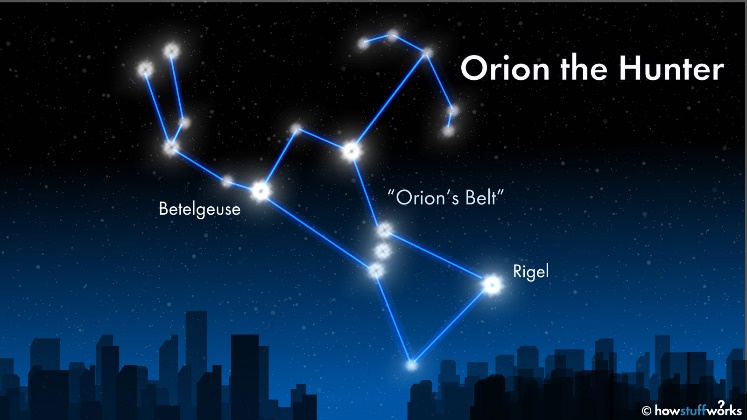 Orion the Hunter
“Orion’s Belt”
Betelgeuse
Rigel
© howstuffworks